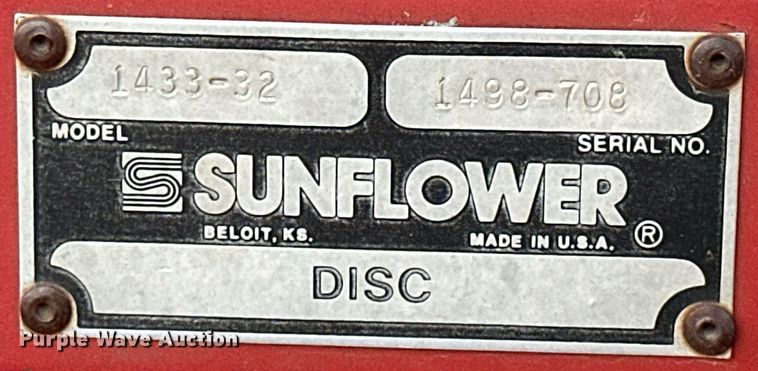 1433-32 1498-708
MODEL SERIAL NO.
SUNFLOWER
BELOIT, KS. MADE IN U.S.A. ®
DISC
Purple Wave Auction